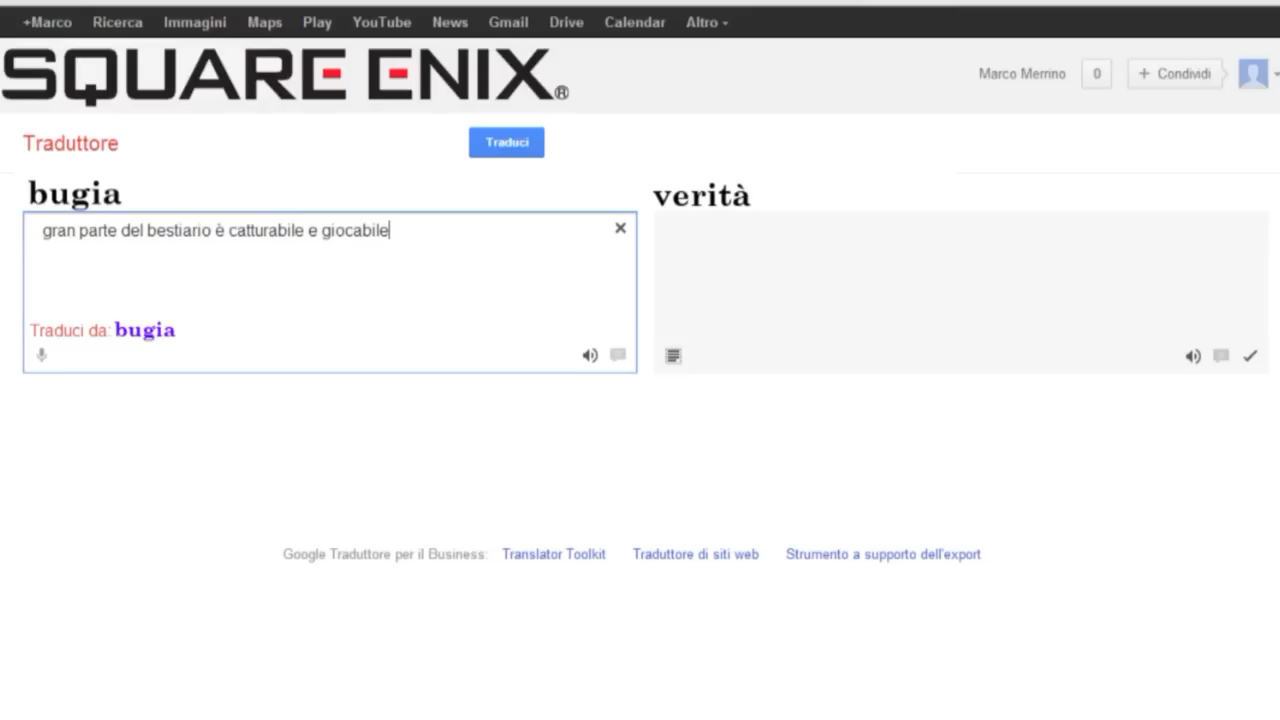 +Marco Ricerca Immagini Maps Play YouTube News Gmail Drive Calendar Altro
SQUARE ENIX®
Marco Merrino 0 + Condividi
Traduttore Traduci
bugia verità
gran parte del bestiario è catturabile e giocabile
Traduci da: bugia
Google Traduttore per il Business: Translator Toolkit Traduttore di siti web Strumento a supporto dell'export